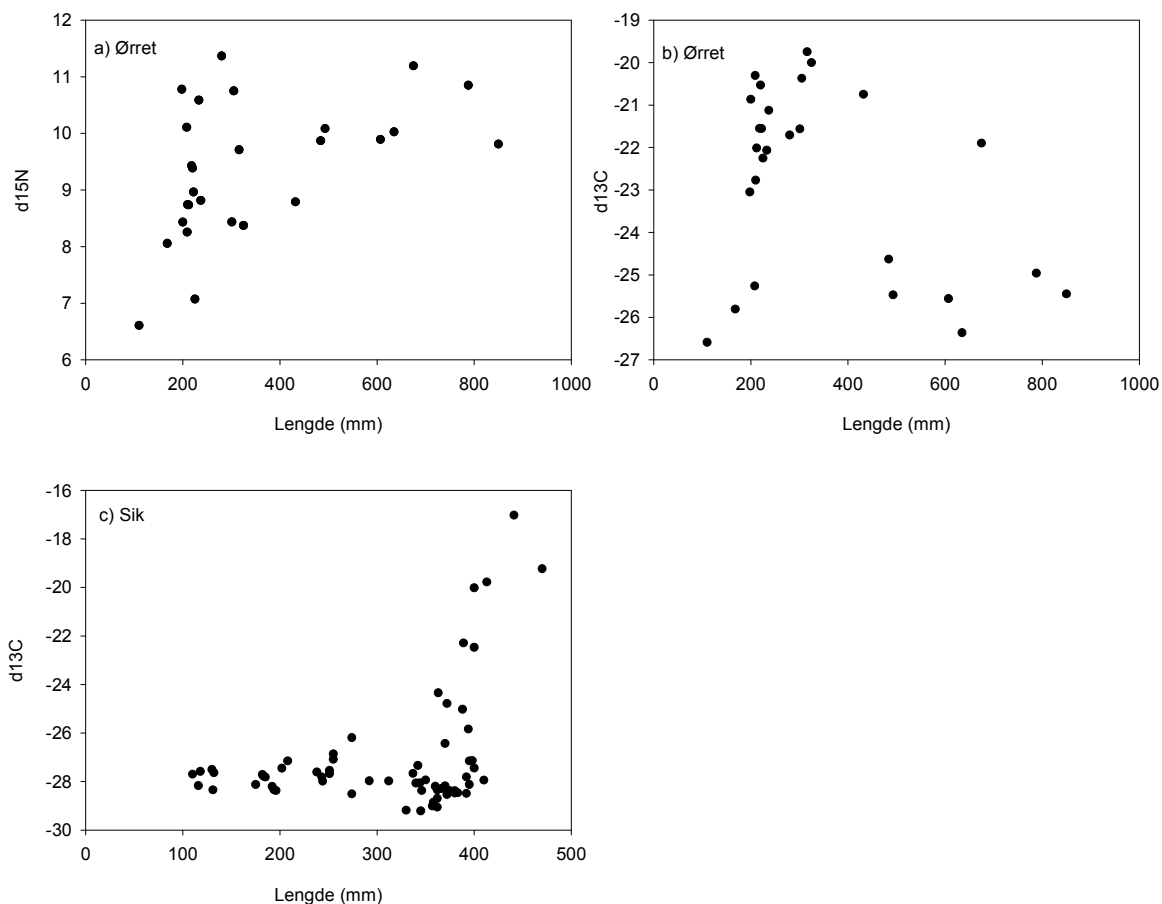 a) Ørret
d15N
12
11
10
9
8
7
6
0 200 400 600 800 1000
Lengde (mm)
b) Ørret
d13C
-19
-20
-21
-22
-23
-24
-25
-26
-27
0 200 400 600 800 1000
Lengde (mm)
c) Sik
d13C
-16
-18
-20
-22
-24
-26
-28
-30
0 100 200 300 400 500
Lengde (mm)